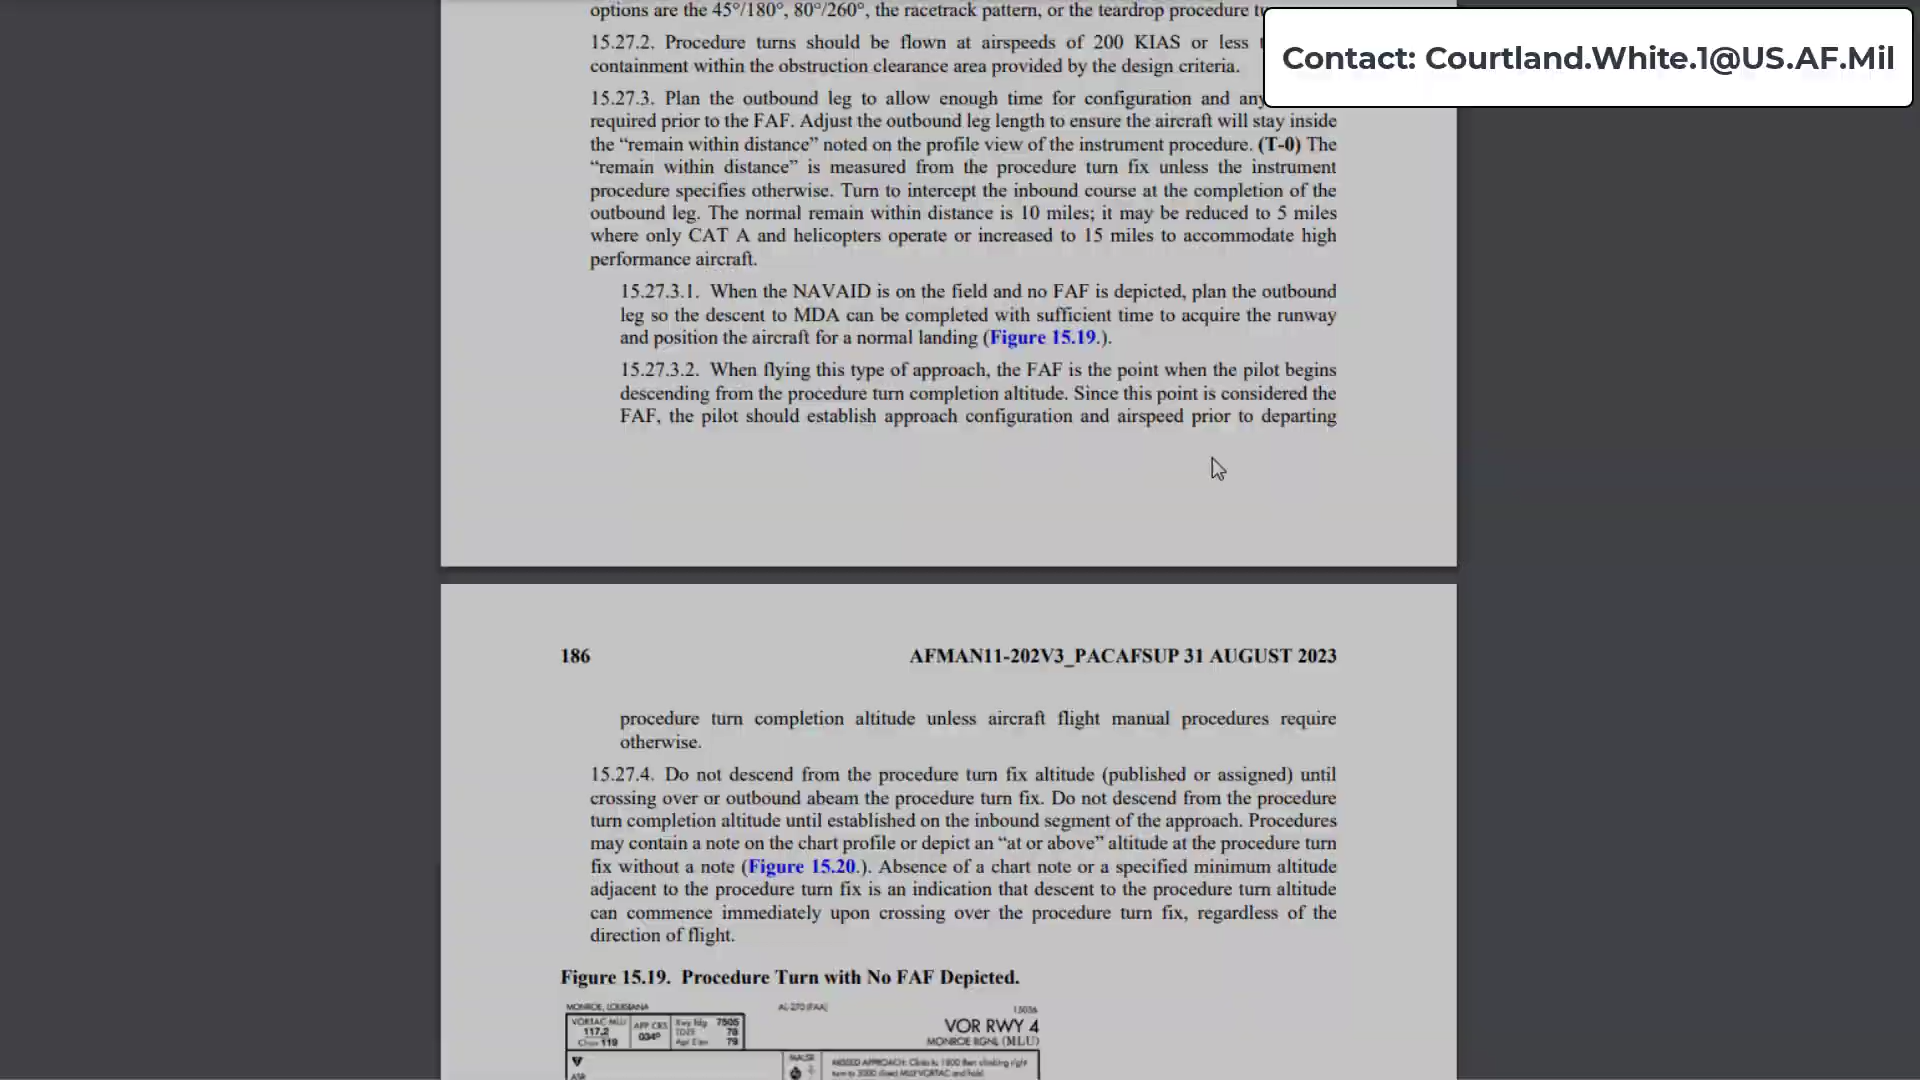 options are the 45°/180°, 80°/260°, the racetrack pattern, or the teardrop procedure
Contact: Courtland.White.1@US.AF.Mil
15.27.2. Procedure turns should be flown at airspeeds of 200 KIAS or less
containment within the obstruction clearance area provided by the design criteria.
15.27.3. Plan the outbound leg to allow enough time for configuration and any
required prior to the FAF. Adjust the outbound leg length to ensure the aircraft will stay inside
the “remain within distance” noted on the profile view of the instrument procedure. (T-0) The
“remain within distance” is measured from the procedure turn fix unless the instrument
procedure specifies otherwise. Turn to intercept the inbound course at the completion of the
outbound leg. The normal remain within distance is 10 miles; it may be reduced to 5 miles
where only CAT A and helicopters operate or increased to 15 miles to accommodate high
performance aircraft.
15.27.3.1. When the NAVAID is on the field and no FAF is depicted, plan the outbound
leg so the descent to MDA can be completed with sufficient time to acquire the runway
and position the aircraft for a normal landing (Figure 15.19.).
15.27.3.2. When flying this type of approach, the FAF is the point when the pilot begins
descending from the procedure turn completion altitude. Since this point is considered the
FAF, the pilot should establish approach configuration and airspeed prior to departing
186 AFMAN11-202V3_PACAFSUP 31 AUGUST 2023
procedure turn completion altitude unless aircraft flight manual procedures require
otherwise.
15.27.4. Do not descend from the procedure turn fix altitude (published or assigned) until
crossing over or outbound abeam the procedure turn fix. Do not descend from the procedure
turn completion altitude until established on the inbound segment of the approach. Procedures
may contain a note on the chart profile or depict an “at or above” altitude at the procedure turn
fix without a note (Figure 15.20.). Absence of a chart note or a specified minimum altitude
adjacent to the procedure turn fix is an indication that descent to the procedure turn altitude
can commence immediately upon crossing over the procedure turn fix, regardless of the
direction of flight.
Figure 15.19. Procedure Turn with No FAF Depicted.
MONROE, LOUISIANA AL-270 (FAA) 15036
VORTAC MLU
117.2
Chan 119
APP CRS
034°
Rwy ldg 7505
TDZE 78
Apt Elev 79
VOR RWY 4
MONROE RGNL (MLU)
ASR
MALSR
MISSED APPROACH: Climb to 1800 then climbing right
turn to 3000 direct MLU VORTAC and hold.